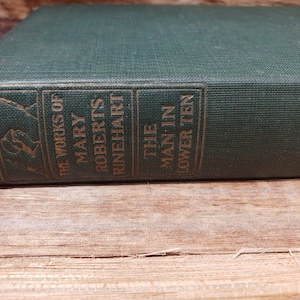 THE WORKS OF
MARY
ROBERTS
RINEHART
THE
MAN IN
LOWER TEN